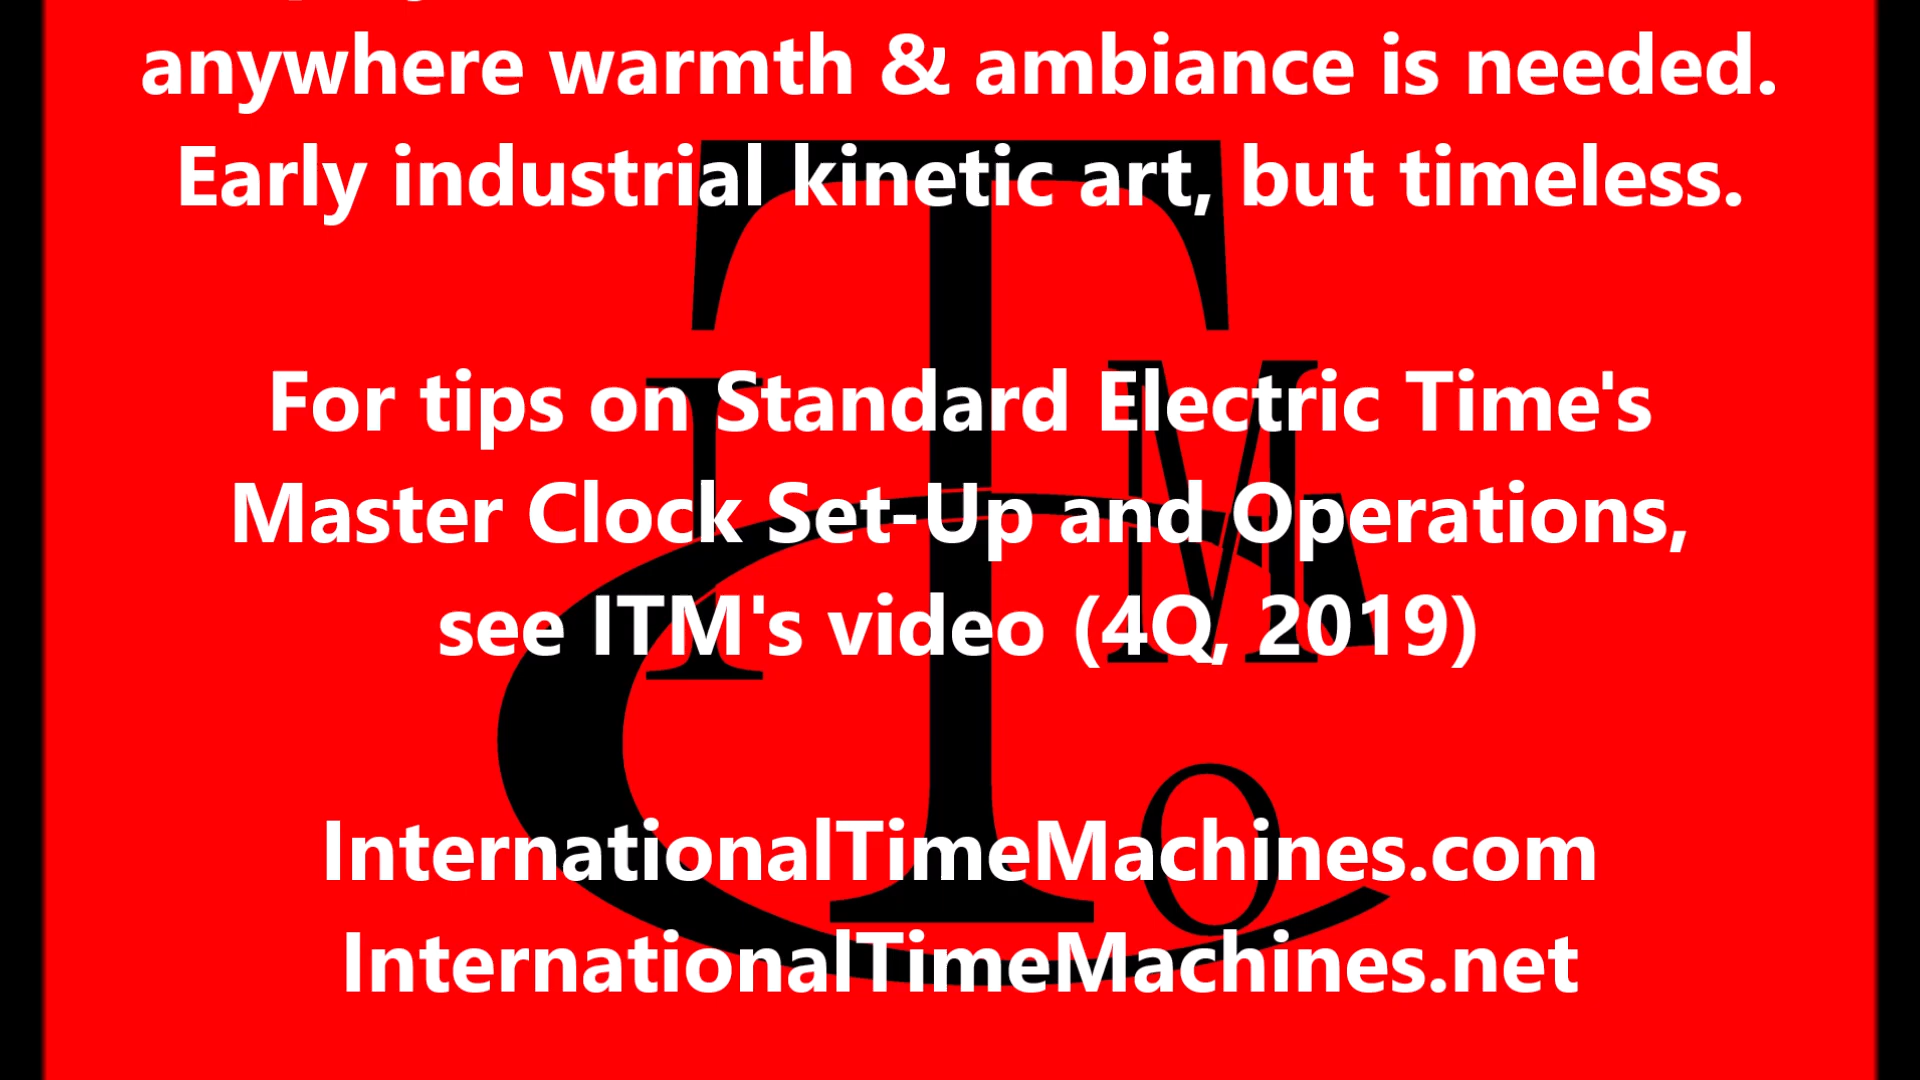 anywhere warmth & ambiance is needed.
Early industrial kinetic art, but timeless.
For tips on Standard Electric Time's
Master Clock Set-Up and Operations,
see ITM's video (4Q, 2019)
InternationalTimeMachines.com
InternationalTimeMachines.net
I T M
C O